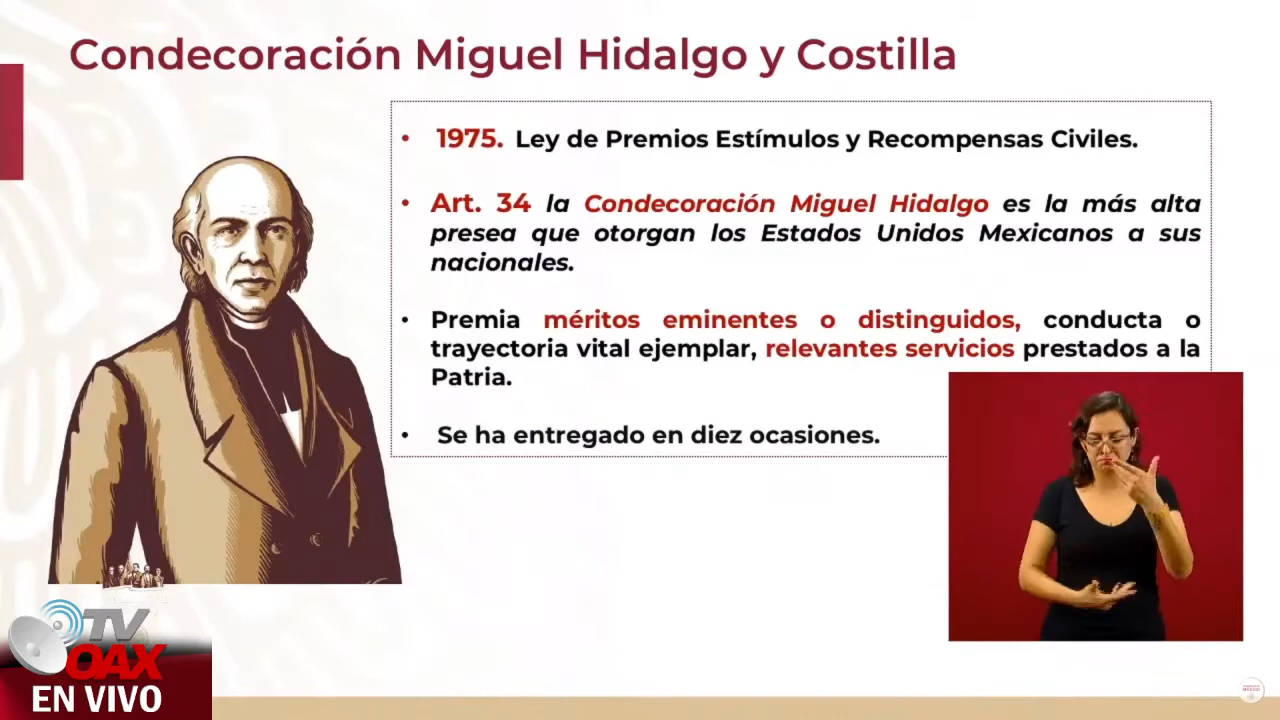 Condecoración Miguel Hidalgo y Costilla
• 1975. Ley de Premios Estímulos y Recompensas Civiles.
• Art. 34 la Condecoración Miguel Hidalgo es la más alta
presea que otorgan los Estados Unidos Mexicanos a sus
nacionales.
• Premia méritos eminentes o distinguidos, conducta o
trayectoria vital ejemplar, relevantes servicios prestados a la
Patria.
• Se ha entregado en diez ocasiones.
TV
OAX
EN VIVO